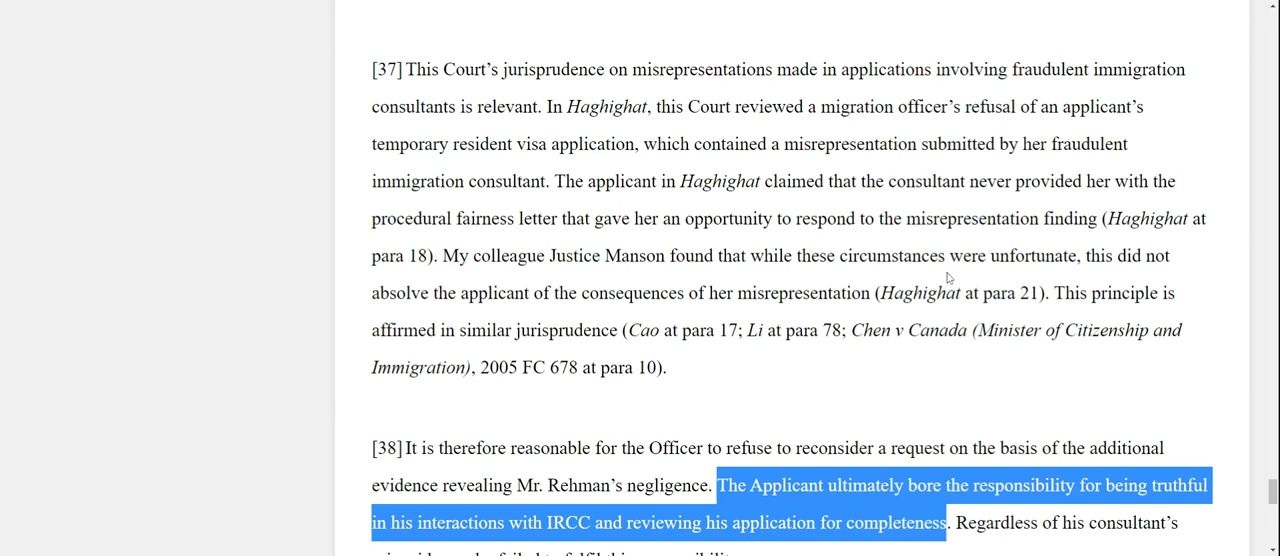 [37] This Court’s jurisprudence on misrepresentations made in applications involving fraudulent immigration
consultants is relevant. In Haghighat, this Court reviewed a migration officer’s refusal of an applicant’s
temporary resident visa application, which contained a misrepresentation submitted by her fraudulent
immigration consultant. The applicant in Haghighat claimed that the consultant never provided her with the
procedural fairness letter that gave her an opportunity to respond to the misrepresentation finding (Haghighat at
para 18). My colleague Justice Manson found that while these circumstances were unfortunate, this did not
absolve the applicant of the consequences of her misrepresentation (Haghighat at para 21). This principle is
affirmed in similar jurisprudence (Cao at para 17; Li at para 78; Chen v Canada (Minister of Citizenship and
Immigration), 2005 FC 678 at para 10).
[38] It is therefore reasonable for the Officer to refuse to reconsider a request on the basis of the additional
evidence revealing Mr. Rehman’s negligence. The Applicant ultimately bore the responsibility for being truthful
in his interactions with IRCC and reviewing his application for completeness. Regardless of his consultant’s